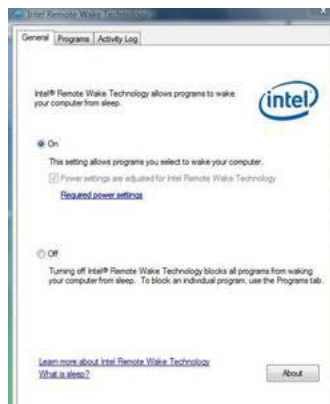 Intel Remote Wake Technology
General Programs Activity Log
Intel® Remote Wake Technology allows programs to wake
your computer from sleep.
intel
On
This setting allows programs you select to wake your computer.
Power settings are adjusted for Intel Remote Wake Technology
Required power settings
Off
Turning off Intel® Remote Wake Technology blocks all programs from waking
your computer from sleep. To block an individual program, use the Programs tab.
Learn more about Intel Remote Wake Technology
What is sleep?
About